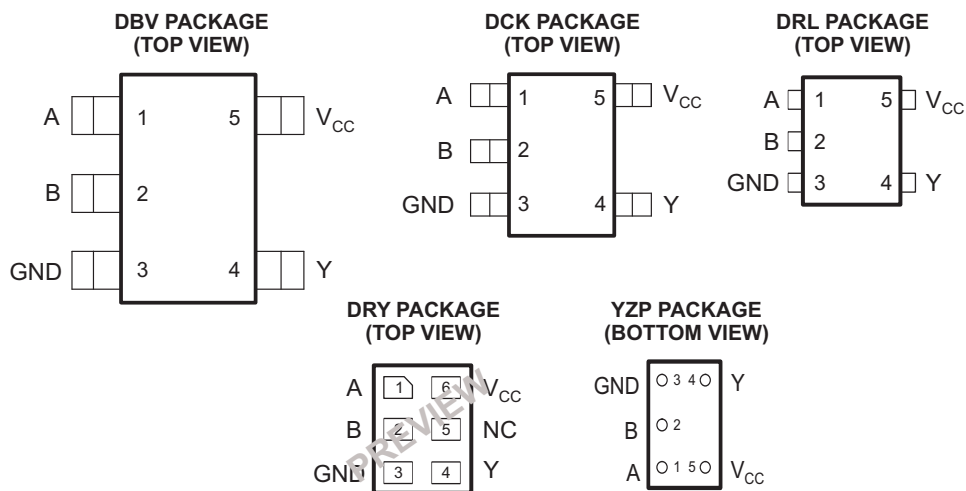 DBV PACKAGE
(TOP VIEW)
A 1 5 VCC
B 2
GND 3 4 Y
DCK PACKAGE
(TOP VIEW)
A 1 5 VCC
B 2
GND 3 4 Y
DRL PACKAGE
(TOP VIEW)
A 1 5 VCC
B 2
GND 3 4 Y
DRY PACKAGE
(TOP VIEW)
A 1 6 VCC
B 2 5 NC
GND 3 4 Y
PREVIEW
YZP PACKAGE
(BOTTOM VIEW)
GND 3 4 Y
B 2
A 1 5 VCC